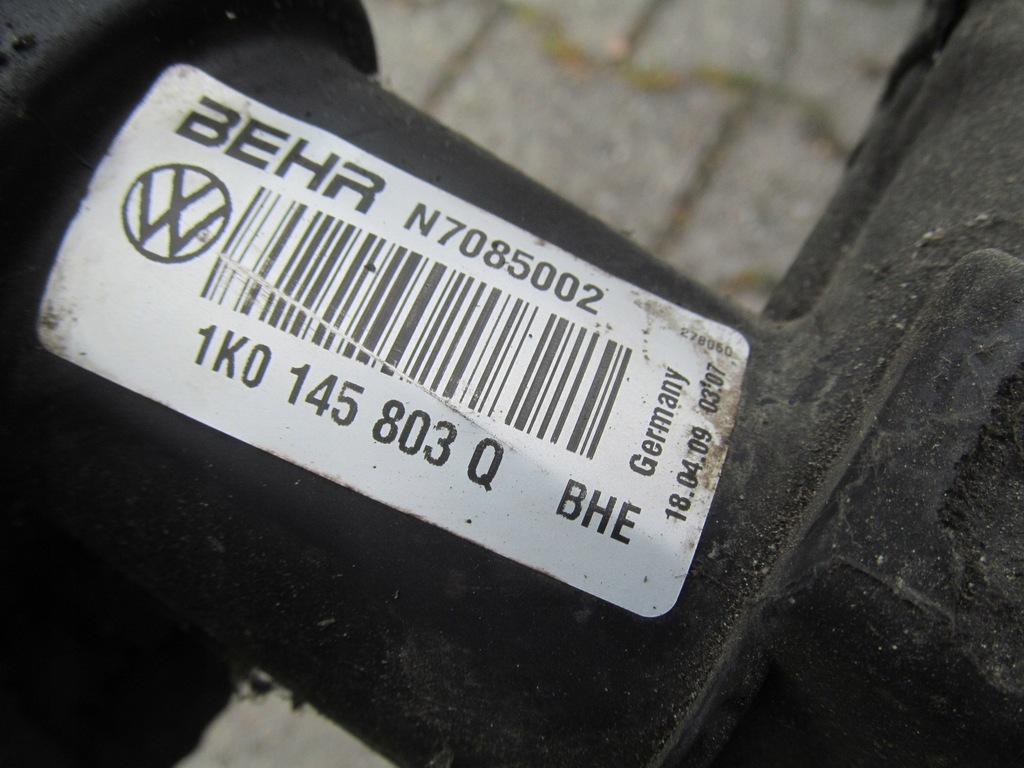 BEHR N7085002
1K0 145 803 Q BHE
Germany
18.04.09 03'07